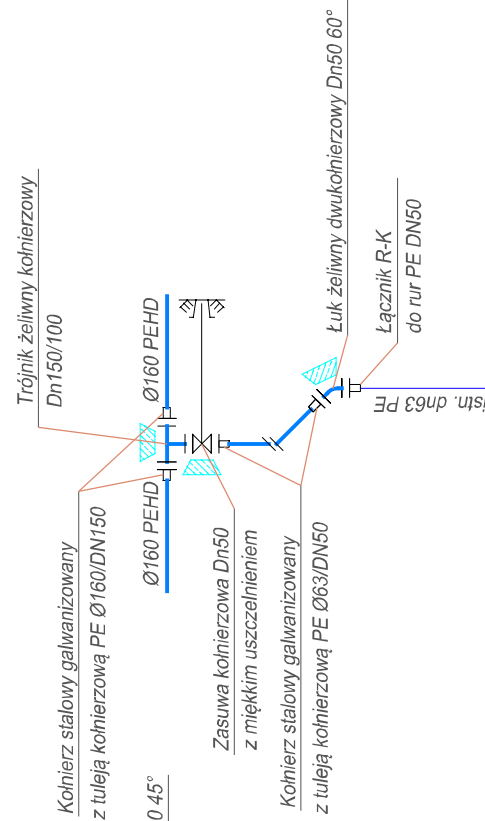 Trójnik żeliwny kołnierzowy
Dn150/100
Ø160 PEHD
Ø160 PEHD
Kołnierz stalowy galwanizowany
z tuleją kołnierzową PE Ø160/DN150
0 45°
Zasuwa kołnierzowa Dn50
z miękkim uszczelnieniem
Kołnierz stalowy galwanizowany
z tuleją kołnierzową PE Ø63/DN50
Łuk żeliwny dwukołnierzowy Dn50 60°
Łącznik R-K
do rur PE DN50
istn. dn63 PE